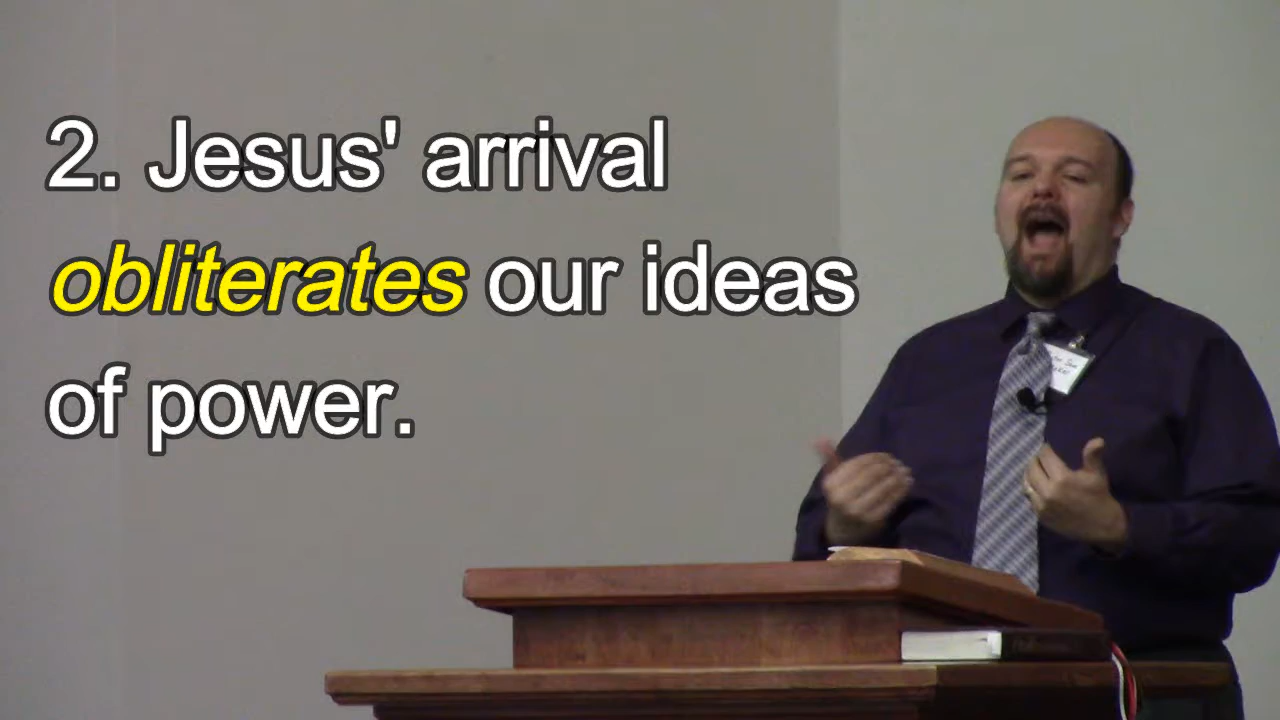 2. Jesus' arrival
obliterates our ideas
of power.